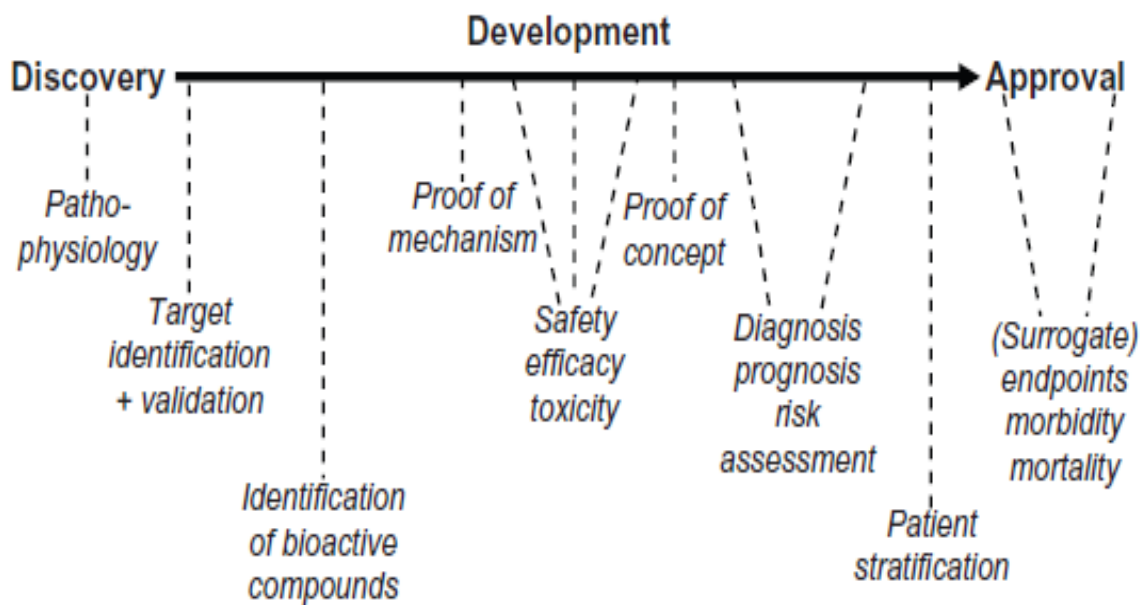 Development
Discovery
Approval
Patho-
physiology
Target
identification
+ validation
Identification
of bioactive
compounds
Proof of
mechanism
Safety
efficacy
toxicity
Proof of
concept
Diagnosis
prognosis
risk
assessment
Patient
stratification
(Surrogate)
endpoints
morbidity
mortality